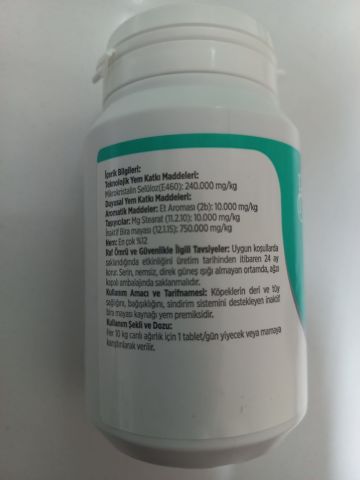 İçerik Bilgileri:
Teknolojik Yem Katkı Maddeleri:
Mikrokristalin Selüloz(E460): 240.000 mg/kg
Duyusal Yem Katkı Maddeleri:
Aromatik Maddeler: Et Aroması (2b): 10.000 mg/kg
Taşıyıcılar: Mg Stearat (11.2.10): 10.000 mg/kg
İnaktif Bira mayası (12.1.15): 750.000 mg/kg
Nem: En çok %12
Raf Ömrü ve Güvenlikle İlgili Tavsiyeler: Uygun koşullarda
saklandığında etkinliğini üretim tarihinden itibaren 24 ay
korur. Serin, nemsiz, direk güneş ışığı almayan ortamda, ağzı
kapalı ambalajında saklanmalıdır.
Kullanım Amacı ve Tarifnamesi: Köpeklerin deri ve tüy
sağlığını, bağışıklığını, sindirim sistemini destekleyen inaktif
bira mayası kaynağı yem premiksidir.
Kullanım Şekli ve Dozu:
Her 10 kg canlı ağırlık için 1 tablet/gün yiyecek veya mamaya
karıştırılarak verilir.